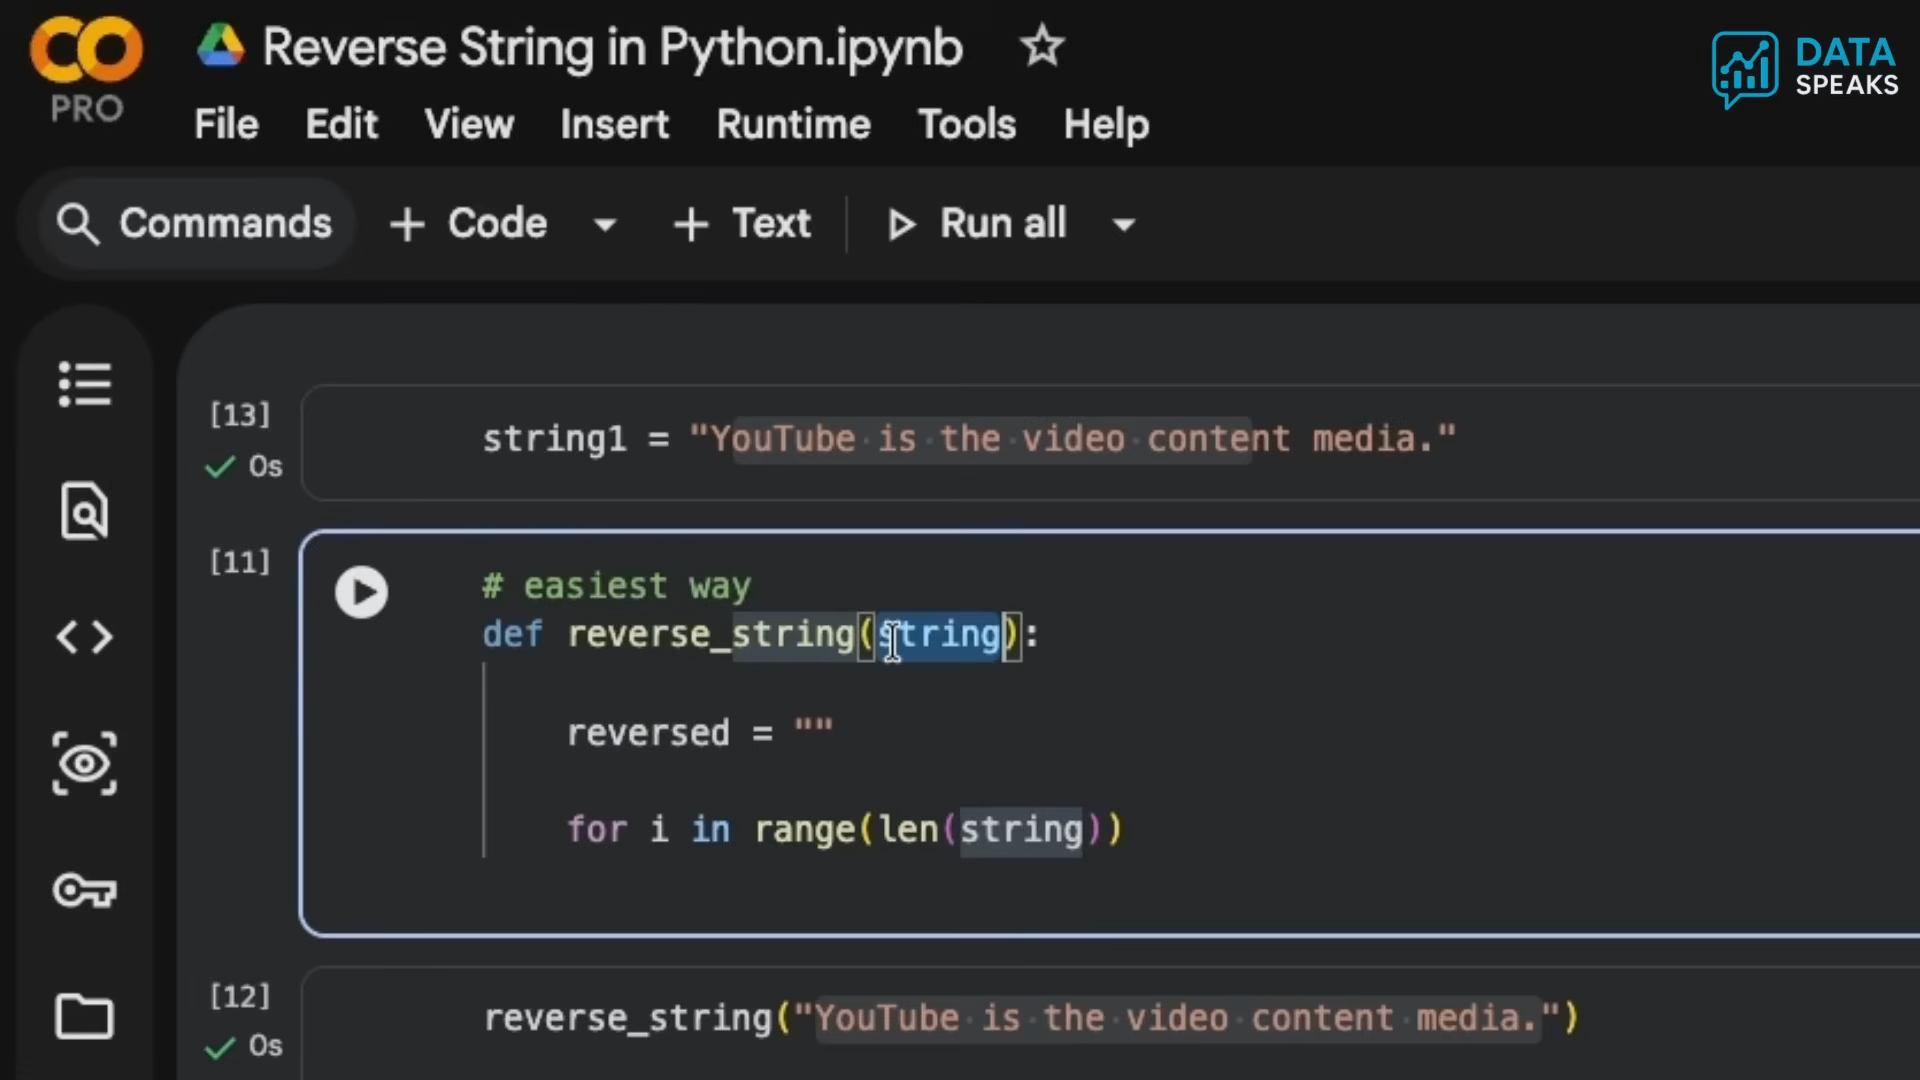 CO
PRO
Reverse String in Python.ipynb
DATA
SPEAKS
File Edit View Insert Runtime Tools Help
Commands + Code + Text Run all
[13]
0s
string1 = "YouTube is the video content media."
[11]
# easiest way
def reverse_string(string):
reversed = ""
for i in range(len(string))
[12]
0s
reverse_string("YouTube is the video content media.")